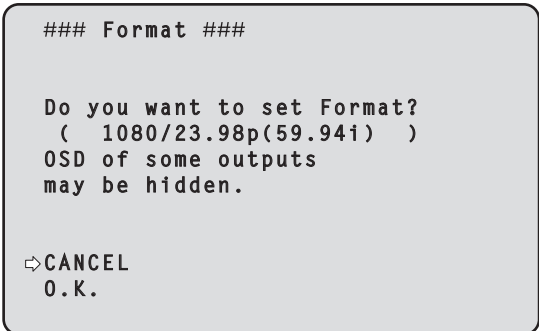 ### Format ###
Do you want to set Format?
( 1080/23.98p(59.94i) )
OSD of some outputs
may be hidden.
⇨CANCEL
O.K.